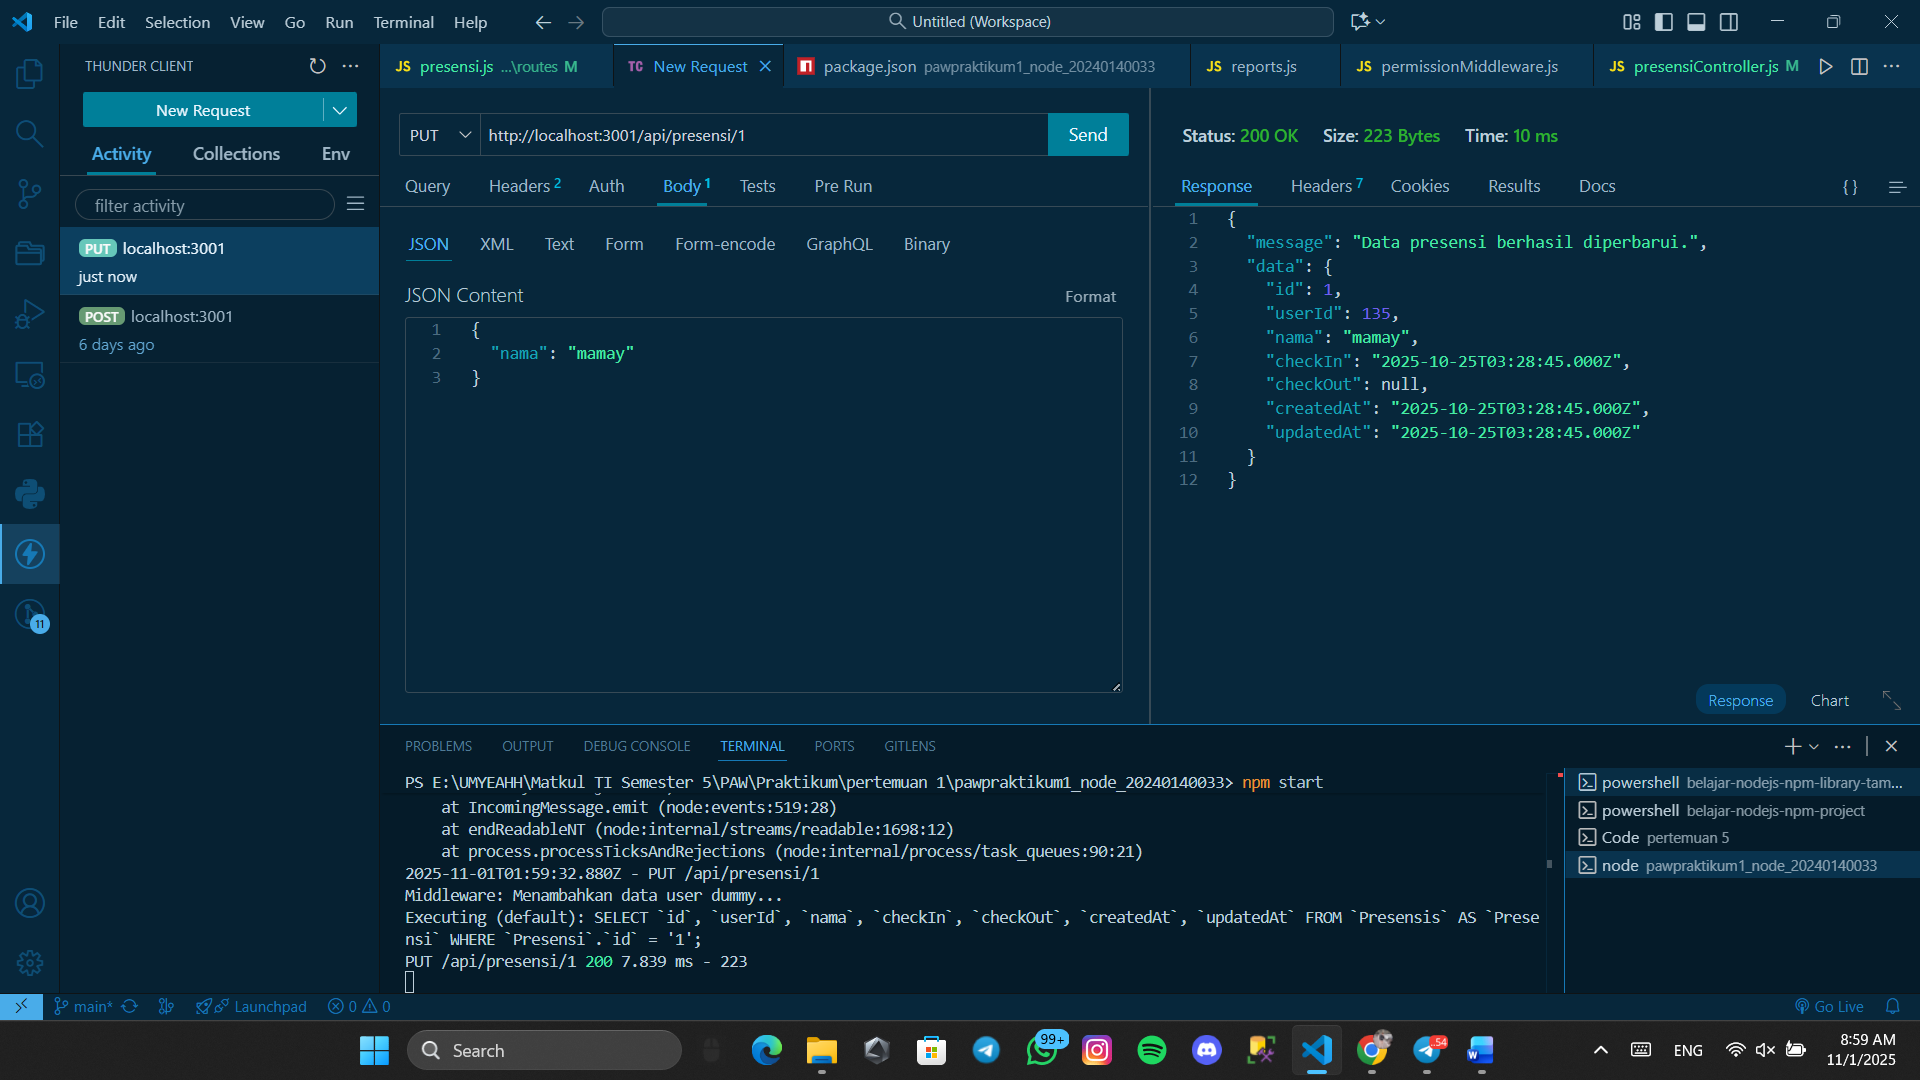 File Edit Selection View Go Run Terminal Help
Untitled (Workspace)
THUNDER CLIENT
New Request
Activity Collections Env
filter activity
PUT localhost:3001
just now
POST localhost:3001
6 days ago
11
JS presensi.js ...\routes M
TC New Request
package.json pawpraktikum1_node_20240140033
JS reports.js
JS permissionMiddleware.js
JS presensiController.js M
PUT http://localhost:3001/api/presensi/1 Send
Query Headers 2 Auth Body 1 Tests Pre Run
JSON XML Text Form Form-encode GraphQL Binary
JSON Content Format
1 {
2 "nama": "mamay"
3 }
Status: 200 OK Size: 223 Bytes Time: 10 ms
Response Headers 7 Cookies Results Docs {}
1 {
2 "message": "Data presensi berhasil diperbarui.",
3 "data": {
4 "id": 1,
5 "userId": 135,
6 "nama": "mamay",
7 "checkIn": "2025-10-25T03:28:45.000Z",
8 "checkOut": null,
9 "createdAt": "2025-10-25T03:28:45.000Z",
10 "updatedAt": "2025-10-25T03:28:45.000Z"
11 }
12 }
Response Chart
PROBLEMS OUTPUT DEBUG CONSOLE TERMINAL PORTS GITLENS
PS E:\UMYEAHH\Matkul TI Semester 5\PAW\Praktikum\pertemuan 1\pawpraktikum1_node_20240140033> npm start
at IncomingMessage.emit (node:events:519:28)
at endReadableNT (node:internal/streams/readable:1698:12)
at process.processTicksAndRejections (node:internal/process/task_queues:90:21)
2025-11-01T01:59:32.880Z - PUT /api/presensi/1
Middleware: Menambahkan data user dummy...
Executing (default): SELECT `id`, `userId`, `nama`, `checkIn`, `checkOut`, `createdAt`, `updatedAt` FROM `Presensis` AS `Prese
nsi` WHERE `Presensi`.`id` = '1';
PUT /api/presensi/1 200 7.839 ms - 223
powershell belajar-nodejs-npm-library-tam...
powershell belajar-nodejs-npm-project
Code pertemuan 5
node pawpraktikum1_node_20240140033
main* Launchpad 0 0 Go Live
Search
99+
54
ENG
8:59 AM
11/1/2025